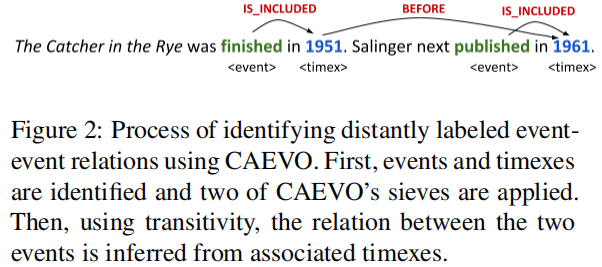 IS_INCLUDED BEFORE IS_INCLUDED
The Catcher in the Rye was finished in 1951. Salinger next published in 1961.
<event> <timex> <event> <timex>
Figure 2: Process of identifying distantly labeled event-
event relations using CAEVO. First, events and timexes
are identified and two of CAEVO's sieves are applied.
Then, using transitivity, the relation between the two
events is inferred from associated timexes.